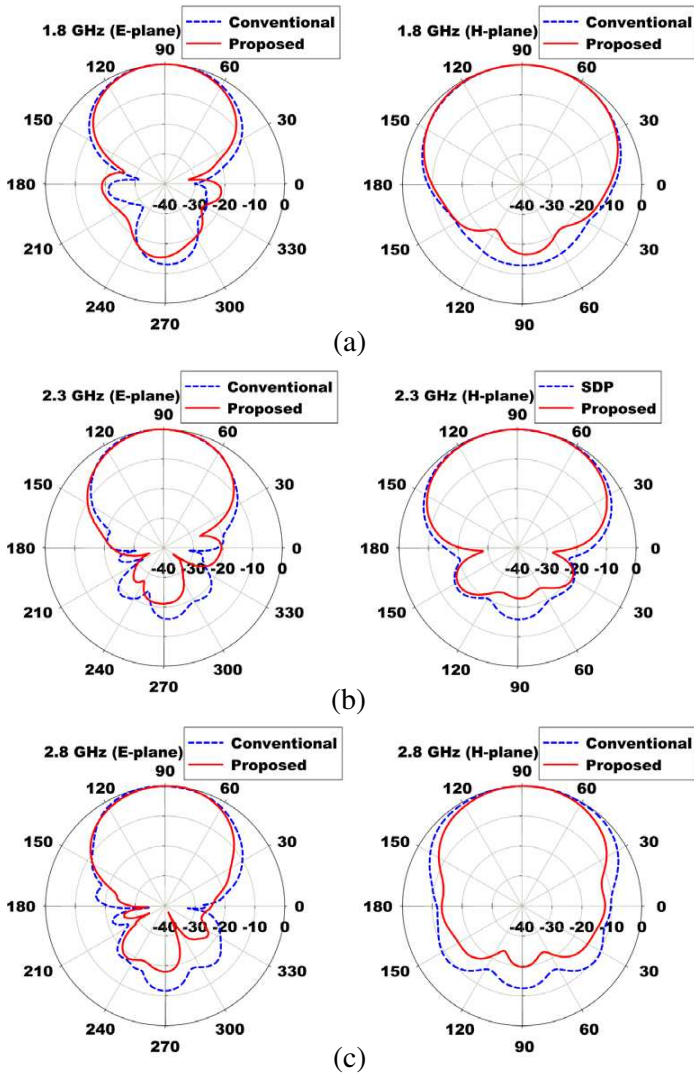 1.8 GHz (E-plane)
Conventional
Proposed
90
120 60
150 30
180 0
-40 -30 -20 -10 0
210 330
240 300
270
1.8 GHz (H-plane)
Conventional
Proposed
90
120 60
150 30
180 0
-40 -30 -20 -10 0
150 30
120 60
90
(a)
2.3 GHz (E-plane)
Conventional
Proposed
90
120 60
150 30
180 0
-40 -30 -20 -10 0
210 330
240 300
270
2.3 GHz (H-plane)
SDP
Proposed
90
120 60
150 30
180 0
-40 -30 -20 -10 0
150 30
120 60
90
(b)
2.8 GHz (E-plane)
Conventional
Proposed
90
120 60
150 30
180 0
-40 -30 -20 -10 0
210 330
240 300
270
2.8 GHz (H-plane)
Conventional
Proposed
90
120 60
150 30
180 0
-40 -30 -20 -10 0
150 30
120 60
90
(c)